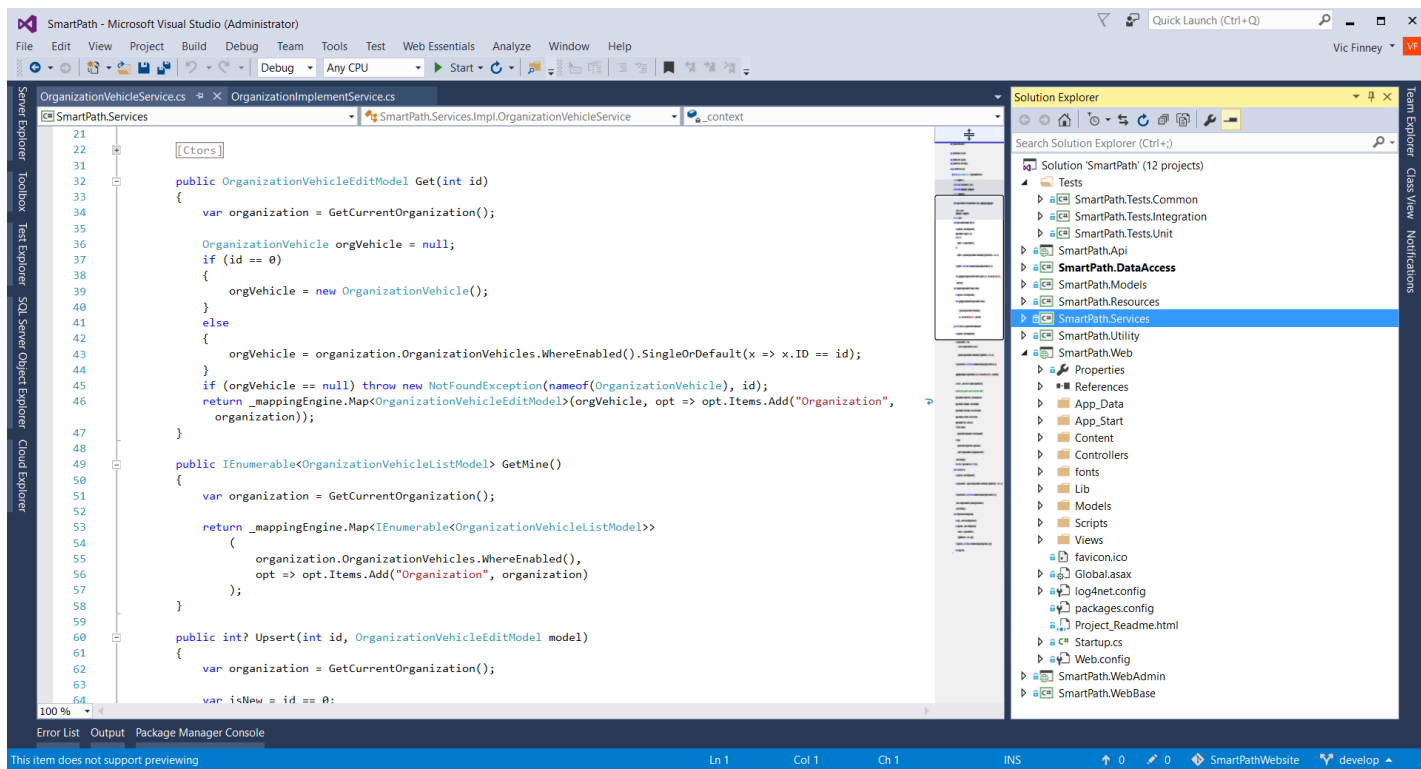 SmartPath - Microsoft Visual Studio (Administrator)
Quick Launch (Ctrl+Q)
File Edit View Project Build Debug Team Tools Test Web Essentials Analyze Window Help
Vic Finney VF
Debug Any CPU Start
Server Explorer
Toolbox
Test Explorer
SQL Server Object Explorer
Cloud Explorer
OrganizationVehicleService.cs OrganizationImplementService.cs
SmartPath.Services SmartPath.Services.Impl.OrganizationVehicleService _context
21
22 [Ctors]
31
32 public OrganizationVehicleEditModel Get(int id)
33 {
34 var organization = GetCurrentOrganization();
35
36 OrganizationVehicle orgVehicle = null;
37 if (id == 0)
38 {
39 orgVehicle = new OrganizationVehicle();
40 }
41 else
42 {
43 orgVehicle = organization.OrganizationVehicles.WhereEnabled().SingleOrDefault(x => x.ID == id);
44 }
45 if (orgVehicle == null) throw new NotFoundException(nameof(OrganizationVehicle), id);
46 return _mappingEngine.Map<OrganizationVehicleEditModel>(orgVehicle, opt => opt.Items.Add("Organization",
organization));
47 }
48
49 public IEnumerable<OrganizationVehicleListModel> GetMine()
50 {
51 var organization = GetCurrentOrganization();
52
53 return _mappingEngine.Map<IEnumerable<OrganizationVehicleListModel>>
54 (
55 organization.OrganizationVehicles.WhereEnabled(),
56 opt => opt.Items.Add("Organization", organization)
57 );
58 }
59
60 public int? Upsert(int id, OrganizationVehicleEditModel model)
61 {
62 var organization = GetCurrentOrganization();
63
64 var isNew = id == 0;
100 %
Solution Explorer
Search Solution Explorer (Ctrl+;)
Solution 'SmartPath' (12 projects)
Tests
SmartPath.Tests.Common
SmartPath.Tests.Integration
SmartPath.Tests.Unit
SmartPath.Api
SmartPath.DataAccess
SmartPath.Models
SmartPath.Resources
SmartPath.Services
SmartPath.Utility
SmartPath.Web
Properties
References
App_Data
App_Start
Content
Controllers
fonts
Lib
Models
Scripts
Views
favicon.ico
Global.asax
log4net.config
packages.config
Project_Readme.html
Startup.cs
Web.config
SmartPath.WebAdmin
SmartPath.WebBase
Team Explorer
Class View
Notifications
Error List Output Package Manager Console
This item does not support previewing Ln 1 Col 1 Ch 1 INS 0 0 SmartPathWebsite develop